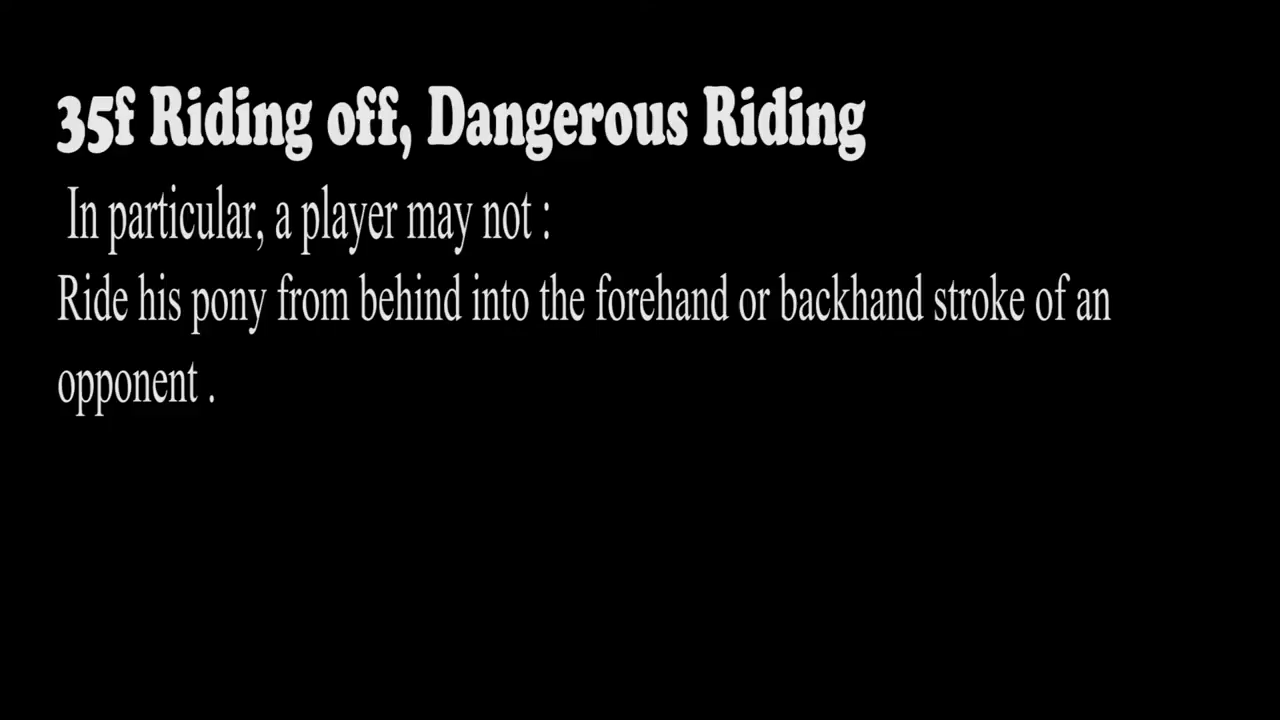 35f Riding off, Dangerous Riding
In particular, a player may not :
Ride his pony from behind into the forehand or backhand stroke of an
opponent .